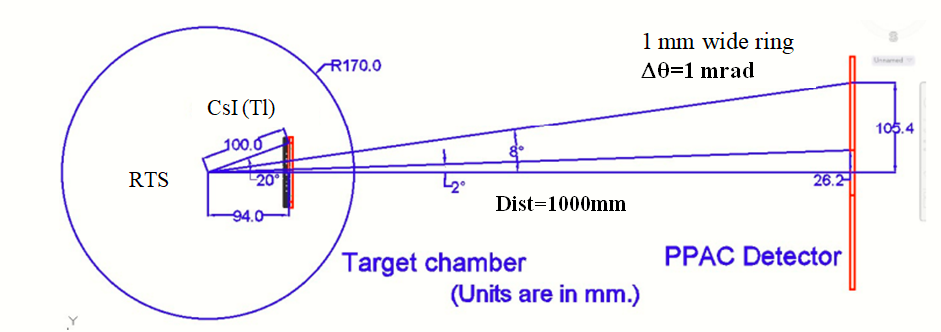 1 mm wide ring
Δθ=1 mrad
S
Unnamed
R170.0
CsI (Tl)
100.0
105.4
8°
RTS
20°
2°
26.2
94.0
Dist=1000mm
Target chamber
PPAC Detector
(Units are in mm.)
Y